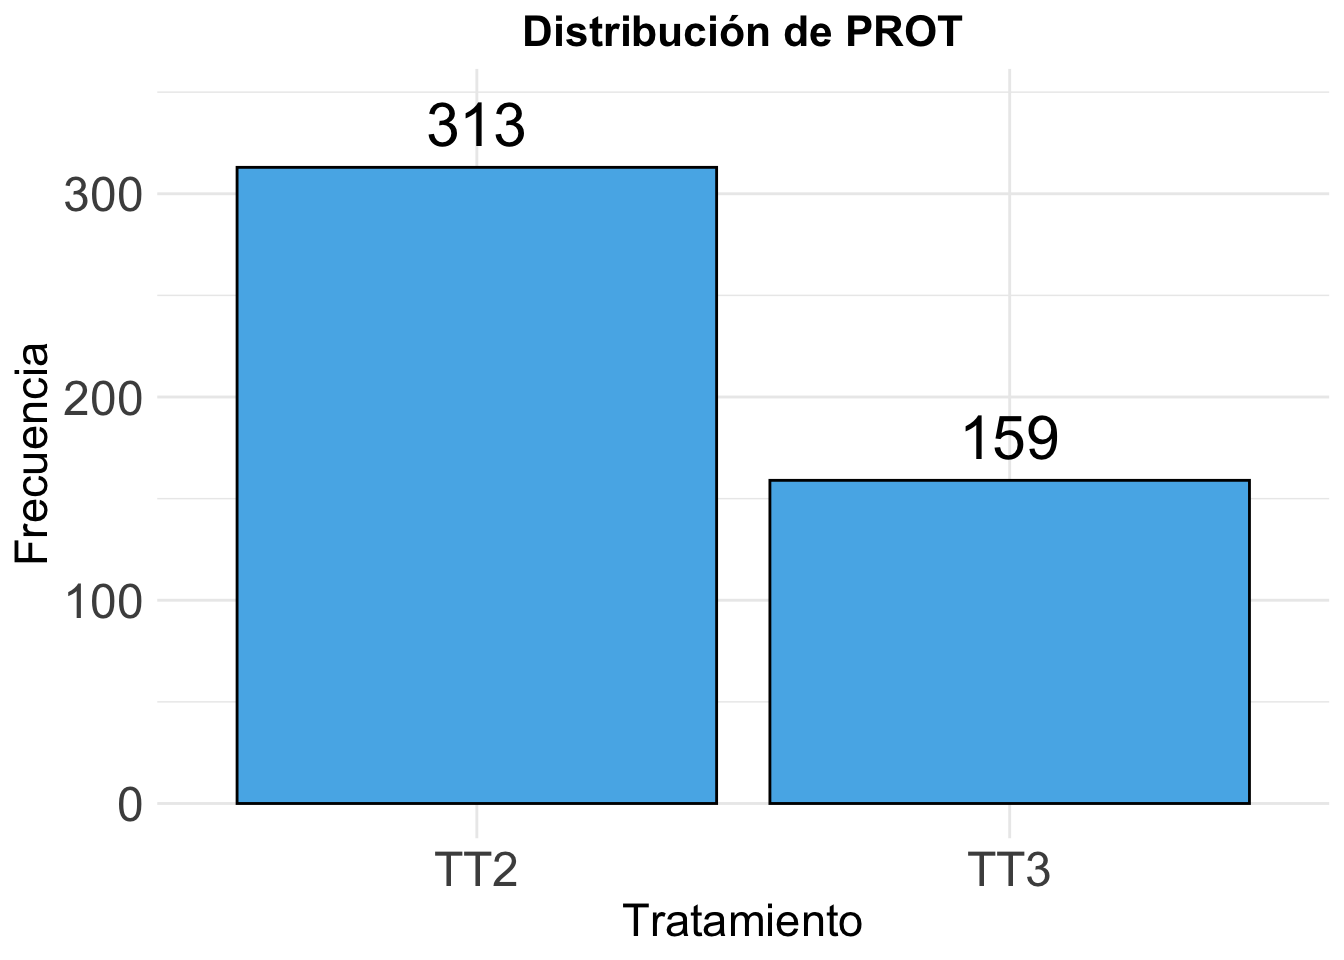 Distribución de PROT
313
300
Frecuencia
200
159
100
0
TT2
TT3
Tratamiento